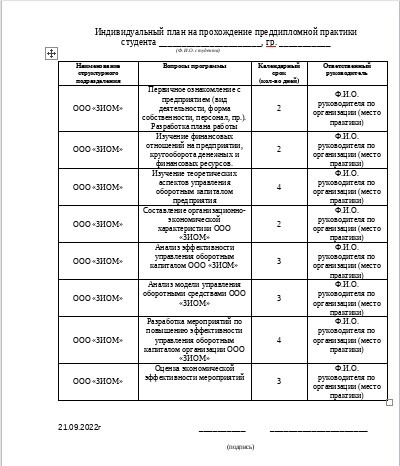 Индивидуальный план на прохождение преддипломной практики
студента ____________________, гр. __________
(Ф.И.О. студента)
Наименование
структурного
подразделения
Вопросы программы
Календарный
срок
(кол-во дней)
Ответственный
руководитель
ООО «ЗИОМ»
Первичное ознакомление с
предприятием (вид
деятельности, форма
собственности, персонал, пр.).
Разработка плана работы
2
Ф.И.О.
руководителя по
организации (место
практики)
ООО «ЗИОМ»
Изучение финансовых
отношений на предприятии,
кругооборота денежных и
финансовых ресурсов.
2
Ф.И.О.
руководителя по
организации (место
практики)
ООО «ЗИОМ»
Изучение теоретических
аспектов управления
оборотным капиталом
предприятия
4
Ф.И.О.
руководителя по
организации (место
практики)
ООО «ЗИОМ»
Составление организационно-
экономической
характеристики ООО
«ЗИОМ»
2
Ф.И.О.
руководителя по
организации (место
практики)
ООО «ЗИОМ»
Анализ эффективности
управления оборотным
капиталом ООО «ЗИОМ»
3
Ф.И.О.
руководителя по
организации (место
практики)
ООО «ЗИОМ»
Анализ модели управления
оборотными средствами ООО
«ЗИОМ»
3
Ф.И.О.
руководителя по
организации (место
практики)
ООО «ЗИОМ»
Разработка мероприятий по
повышению эффективности
управления оборотным
капиталом организации ООО
«ЗИОМ»
4
Ф.И.О.
руководителя по
организации (место
практики)
ООО «ЗИОМ»
Оценка экономической
эффективности мероприятий
3
Ф.И.О.
руководителя по
организации (место
практики)
21.09.2022г __________ ____________________
(подпись)